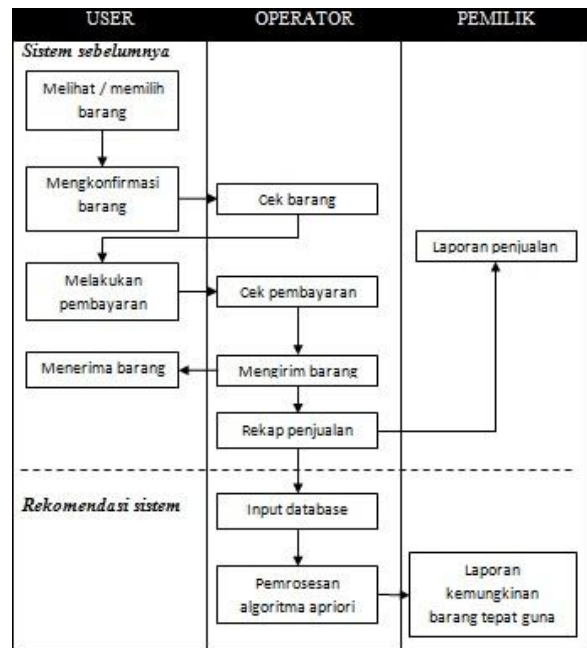 USER OPERATOR PEMILIK
Sistem sebelumnya
Melihat / memilih
barang
Mengkonfirmasi
barang
Cek barang
Laporan penjualan
Melakukan
pembayaran
Cek pembayaran
Menerima barang
Mengirim barang
Rekap penjualan
Rekomendasi sistem
Input database
Pemrosesan
algoritma apriori
Laporan
kemungkinan
barang tepat guna